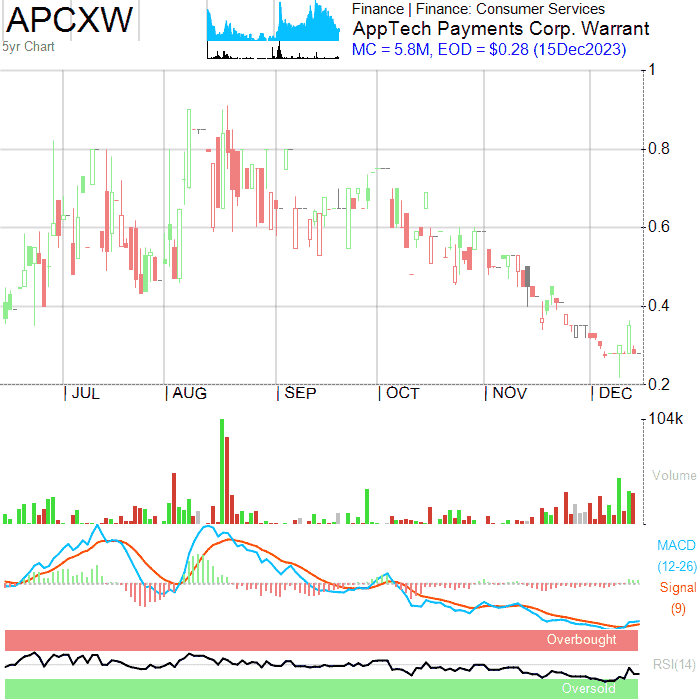 APCXW
5yr Chart
Finance | Finance: Consumer Services
AppTech Payments Corp. Warrant
MC = 5.8M, EOD = $0.28 (15Dec2023)
1
0.8
0.6
0.4
0.2
| JUL | AUG | SEP | OCT | NOV | DEC
104k
Volume
MACD
(12-26)
Signal
(9)
Overbought
RSI(14)
Oversold